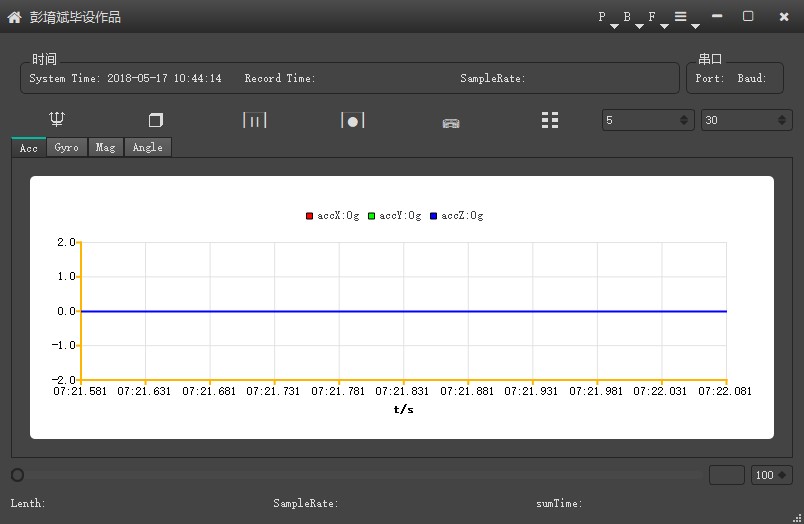 彭堉斌毕设作品 P B F
时间 串口
System Time: 2018-05-17 10:44:14 Record Time: SampleRate: Port: Baud:
5 30
Acc Gyro Mag Angle
accX:0g accY:0g accZ:0g
2.0
1.0
0.0
-1.0
-2.0
07:21.581 07:21.631 07:21.681 07:21.731 07:21.781 07:21.831 07:21.881 07:21.931 07:21.981 07:22.031 07:22.081
t/s
100
Lenth: SampleRate: sumTime: